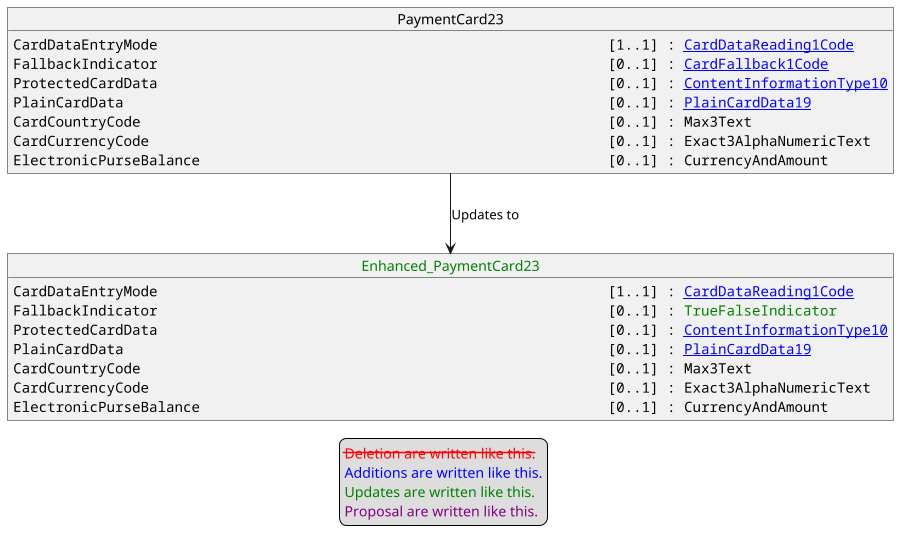 PaymentCard23
CardDataEntryMode [1..1] : CardDataReading1Code
FallbackIndicator [0..1] : CardFallback1Code
ProtectedCardData [0..1] : ContentInformationType10
PlainCardData [0..1] : PlainCardData19
CardCountryCode [0..1] : Max3Text
CardCurrencyCode [0..1] : Exact3AlphaNumericText
ElectronicPurseBalance [0..1] : CurrencyAndAmount
Updates to
Enhanced_PaymentCard23
CardDataEntryMode [1..1] : CardDataReading1Code
FallbackIndicator [0..1] : TrueFalseIndicator
ProtectedCardData [0..1] : ContentInformationType10
PlainCardData [0..1] : PlainCardData19
CardCountryCode [0..1] : Max3Text
CardCurrencyCode [0..1] : Exact3AlphaNumericText
ElectronicPurseBalance [0..1] : CurrencyAndAmount
Deletion are written like this.
Additions are written like this.
Updates are written like this.
Proposal are written like this.